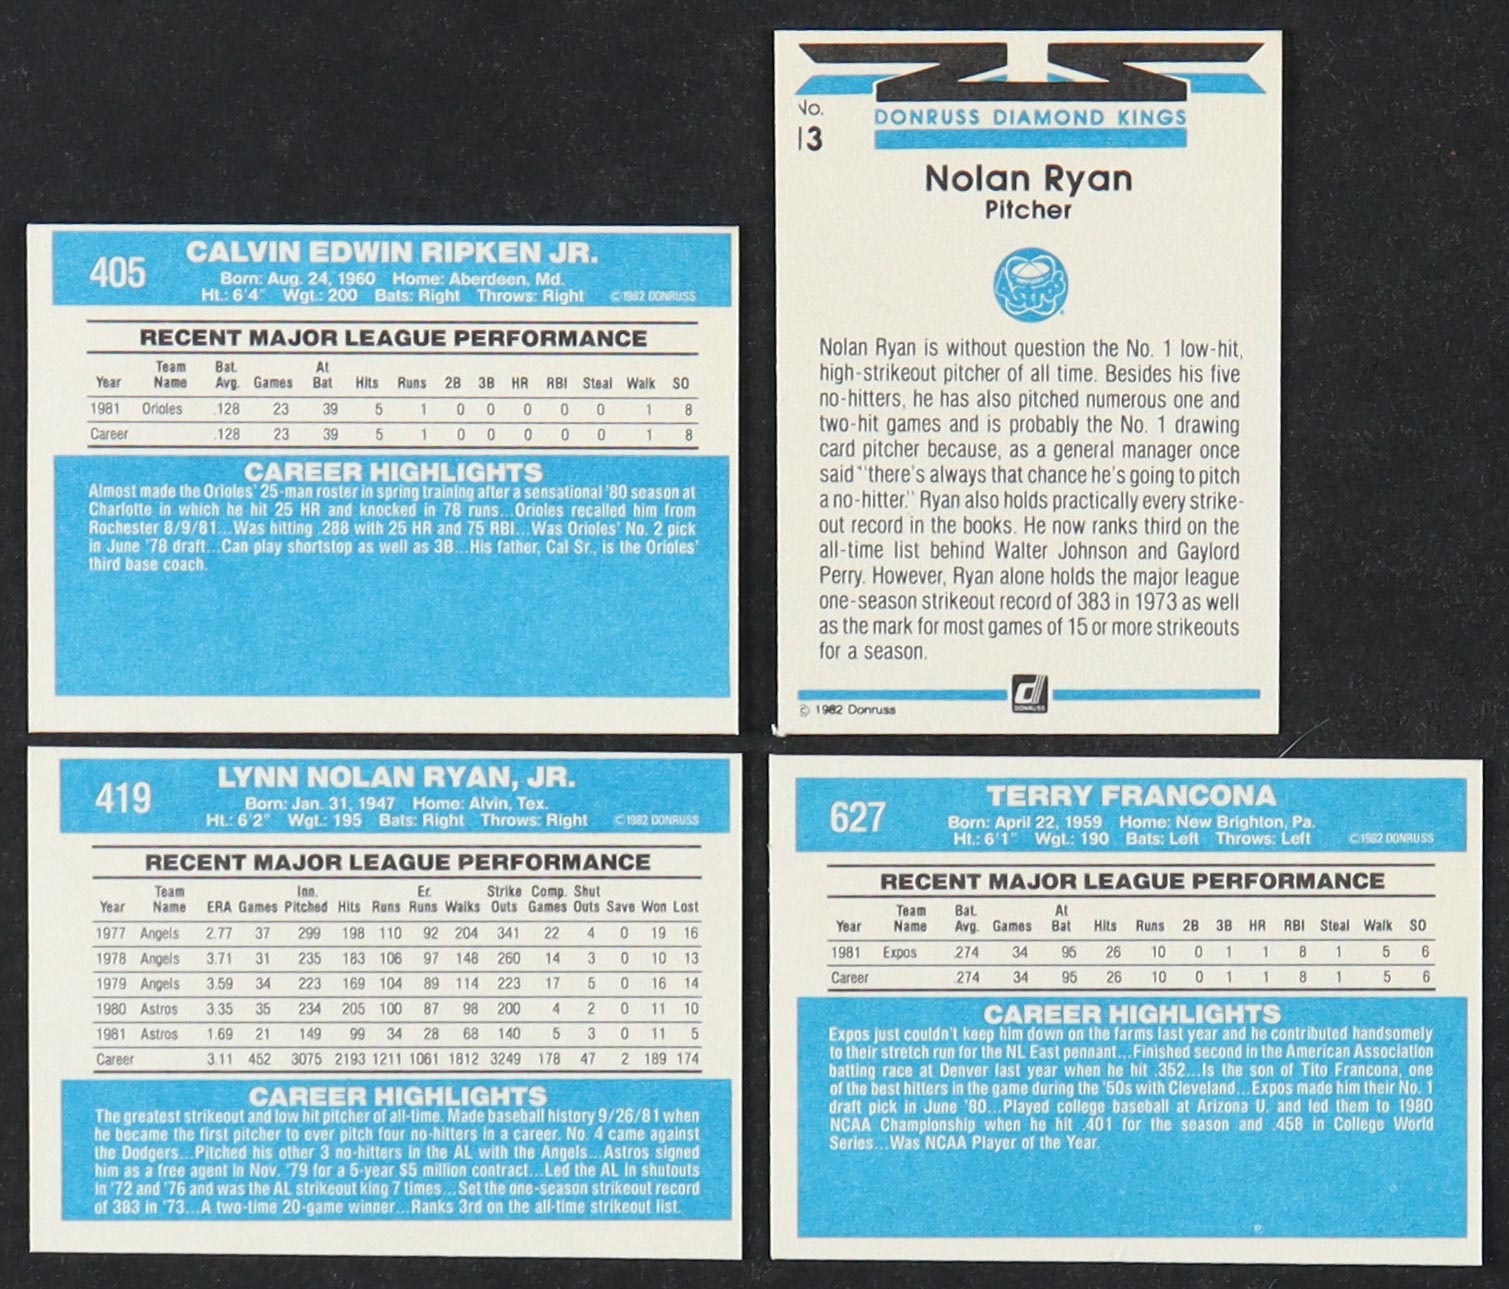 405
CALVIN EDWIN RIPKEN JR.
Born: Aug. 24, 1960 Home: Aberdeen, Md.
Ht.: 6'4" Wgt.: 200 Bats: Right Throws: Right © 1982 DONRUSS
RECENT MAJOR LEAGUE PERFORMANCE
Year Team Name Bat. Avg. Games At Bat Hits Runs 2B 3B HR RBI Steal Walk SO
1981 Orioles .128 23 39 5 1 0 0 0 0 0 1 8
Career .128 23 39 5 1 0 0 0 0 0 1 8
CAREER HIGHLIGHTS
Almost made the Orioles' 25-man roster in spring training after a sensational '80 season at
Charlotte in which he hit 25 HR and knocked in 78 runs...Orioles recalled him from
Rochester 8/9/81...Was hitting .288 with 25 HR and 75 RBI...Was Orioles' No. 2 pick
in June '78 draft...Can play shortstop as well as 3B...His father, Cal Sr., is the Orioles'
third base coach.
No.
13
DONRUSS DIAMOND KINGS
Nolan Ryan
Pitcher
Astros
Nolan Ryan is without question the No. 1 low-hit,
high-strikeout pitcher of all time. Besides his five
no-hitters, he has also pitched numerous one and
two-hit games and is probably the No. 1 drawing
card pitcher because, as a general manager once
said "there's always that chance he's going to pitch
a no-hitter." Ryan also holds practically every strike-
out record in the books. He now ranks third on the
all-time list behind Walter Johnson and Gaylord
Perry. However, Ryan alone holds the major league
one-season strikeout record of 383 in 1973 as well
as the mark for most games of 15 or more strikeouts
for a season.
© 1982 Donruss
d
DONRUSS
419
LYNN NOLAN RYAN, JR.
Born: Jan. 31, 1947 Home: Alvin, Tex.
Ht.: 6'2" Wgt.: 195 Bats: Right Throws: Right © 1982 DONRUSS
RECENT MAJOR LEAGUE PERFORMANCE
Year Team Name ERA Games Inn. Pitched Hits Runs Er. Runs Walks Strike Outs Comp. Games Shut Outs Save Won Lost
1977 Angels 2.77 37 299 198 110 92 204 341 22 4 0 19 16
1978 Angels 3.71 31 235 183 106 97 148 260 14 3 0 10 13
1979 Angels 3.59 34 223 169 104 89 114 223 17 5 0 16 14
1980 Astros 3.35 35 234 205 100 87 98 200 4 2 0 11 10
1981 Astros 1.69 21 149 99 34 28 68 140 5 3 0 11 5
Career 3.11 452 3075 2193 1211 1061 1812 3249 178 47 2 189 174
CAREER HIGHLIGHTS
The greatest strikeout and low hit pitcher of all-time. Made baseball history 9/26/81 when
he became the first pitcher to ever pitch four no-hitters in a career. No. 4 came against
the Dodgers...Pitched his other 3 no-hitters in the AL with the Angels...Astros signed
him as a free agent in Nov. '79 for a 5-year $5 million contract...Led the AL in shutouts
in '72 and '76 and was the AL strikeout king 7 times...Set the one-season strikeout record
of 383 in '73...A two-time 20-game winner...Ranks 3rd on the all-time strikeout list.
627
TERRY FRANCONA
Born: April 22, 1959 Home: New Brighton, Pa.
Ht.: 6'1" Wgt.: 190 Bats: Left Throws: Left © 1982 DONRUSS
RECENT MAJOR LEAGUE PERFORMANCE
Year Team Name Bat. Avg. Games At Bat Hits Runs 2B 3B HR RBI Steal Walk SO
1981 Expos .274 34 95 26 10 0 1 1 8 1 5 6
Career .274 34 95 26 10 0 1 1 8 1 5 6
CAREER HIGHLIGHTS
Expos just couldn't keep him down on the farms last year and he contributed handsomely
to their stretch run for the NL East pennant...Finished second in the American Association
batting race at Denver last year when he hit .352...Is the son of Tito Francona, one
of the best hitters in the game during the '50s with Cleveland...Expos made him their No. 1
draft pick in June '80...Played college baseball at Arizona U. and led them to 1980
NCAA Championship when he hit .401 for the season and .458 in College World
Series...Was NCAA Player of the Year.